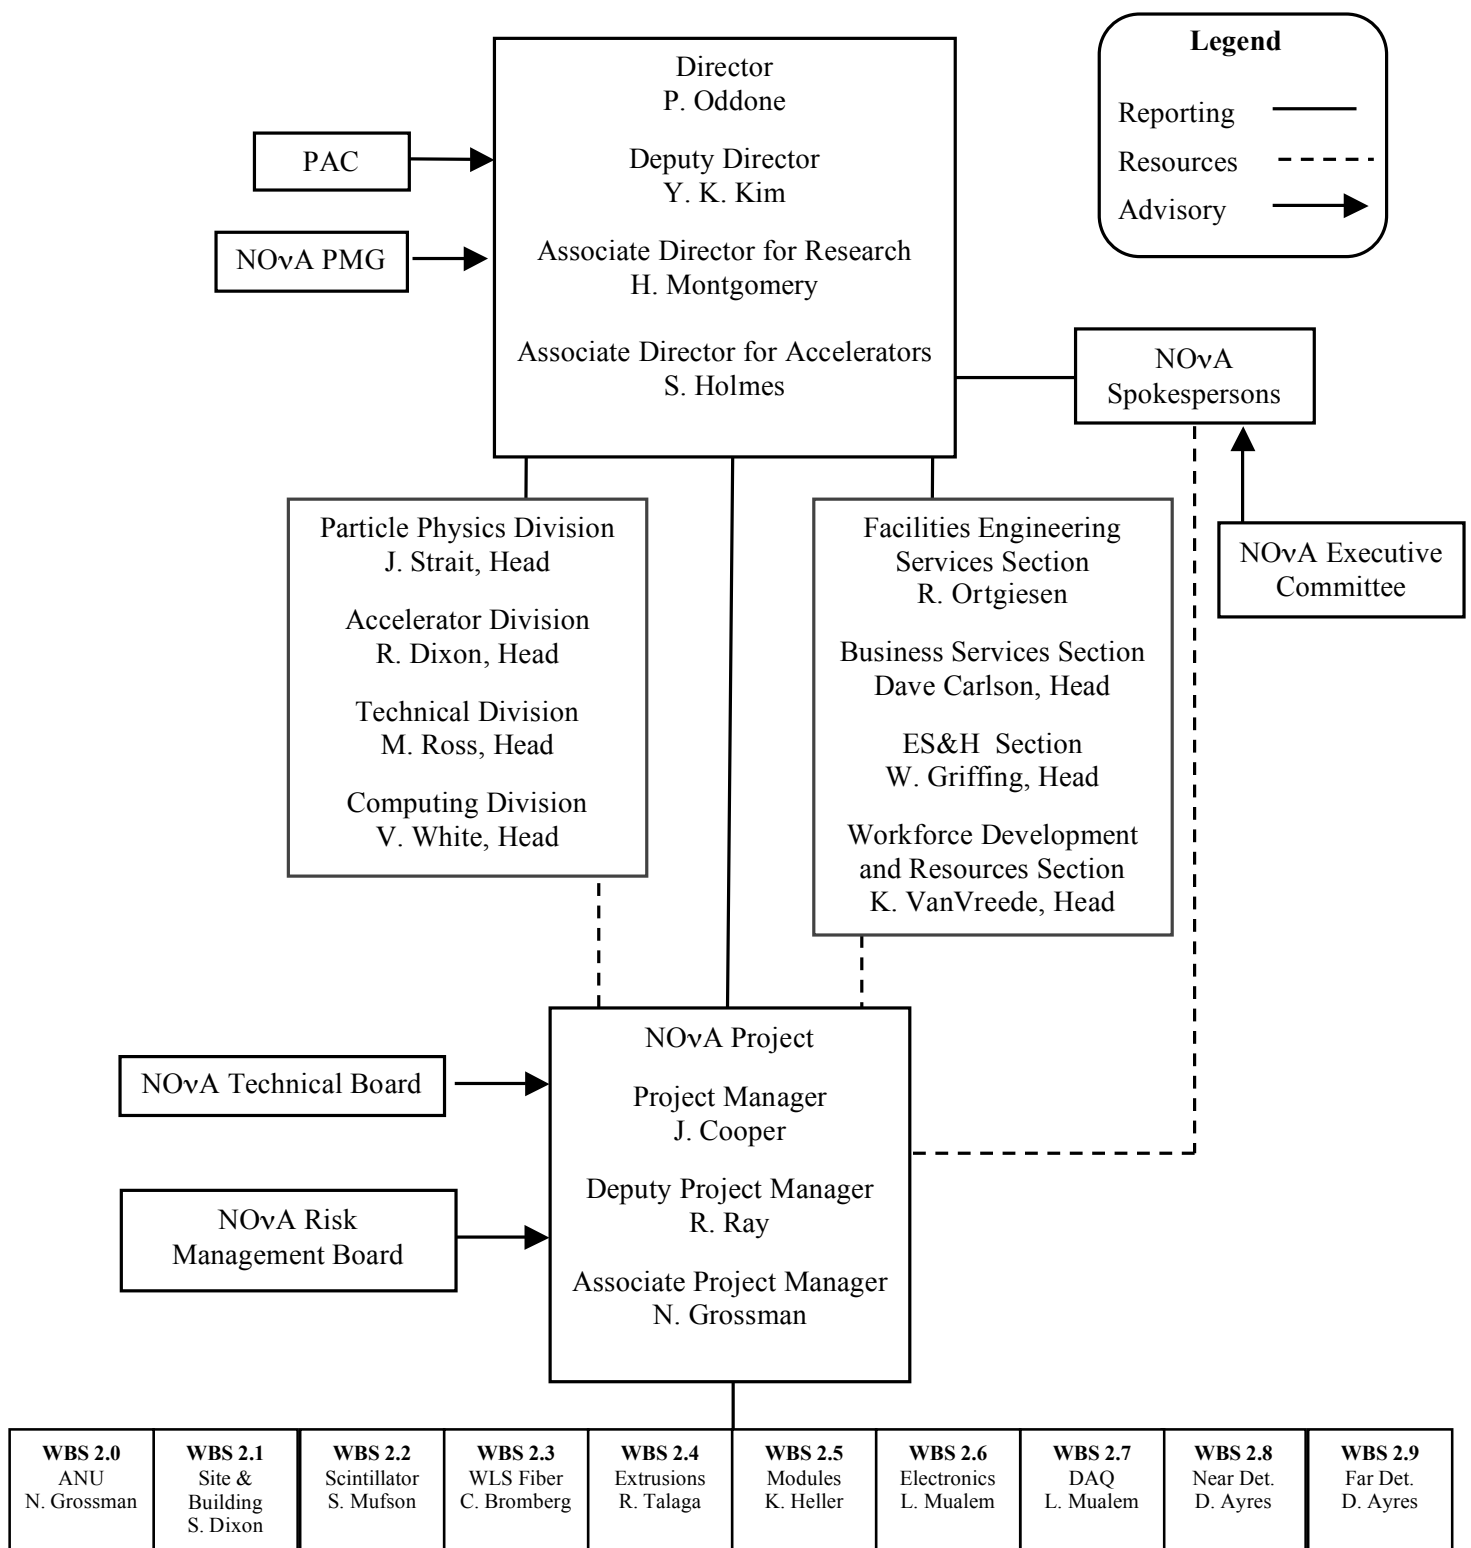 Legend
Reporting
Resources
Advisory
Director
P. Oddone
Deputy Director
Y. K. Kim
Associate Director for Research
H. Montgomery
Associate Director for Accelerators
S. Holmes
PAC
NOνA PMG
NOνA
Spokespersons
NOνA Executive
Committee
Particle Physics Division
J. Strait, Head
Accelerator Division
R. Dixon, Head
Technical Division
M. Ross, Head
Computing Division
V. White, Head
Facilities Engineering
Services Section
R. Ortgiesen
Business Services Section
Dave Carlson, Head
ES&H Section
W. Griffing, Head
Workforce Development
and Resources Section
K. VanVreede, Head
NOνA Technical Board
NOνA Risk
Management Board
NOνA Project
Project Manager
J. Cooper
Deputy Project Manager
R. Ray
Associate Project Manager
N. Grossman
WBS 2.0
ANU
N. Grossman
WBS 2.1
Site &
Building
S. Dixon
WBS 2.2
Scintillator
S. Mufson
WBS 2.3
WLS Fiber
C. Bromberg
WBS 2.4
Extrusions
R. Talaga
WBS 2.5
Modules
K. Heller
WBS 2.6
Electronics
L. Mualem
WBS 2.7
DAQ
L. Mualem
WBS 2.8
Near Det.
D. Ayres
WBS 2.9
Far Det.
D. Ayres